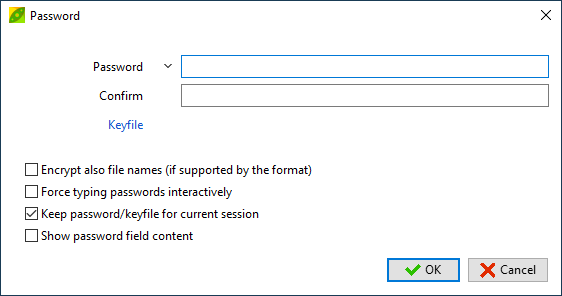 Password
Password
Confirm
Keyfile
Encrypt also file names (if supported by the format)
Force typing passwords interactively
Keep password/keyfile for current session
Show password field content
OK
Cancel